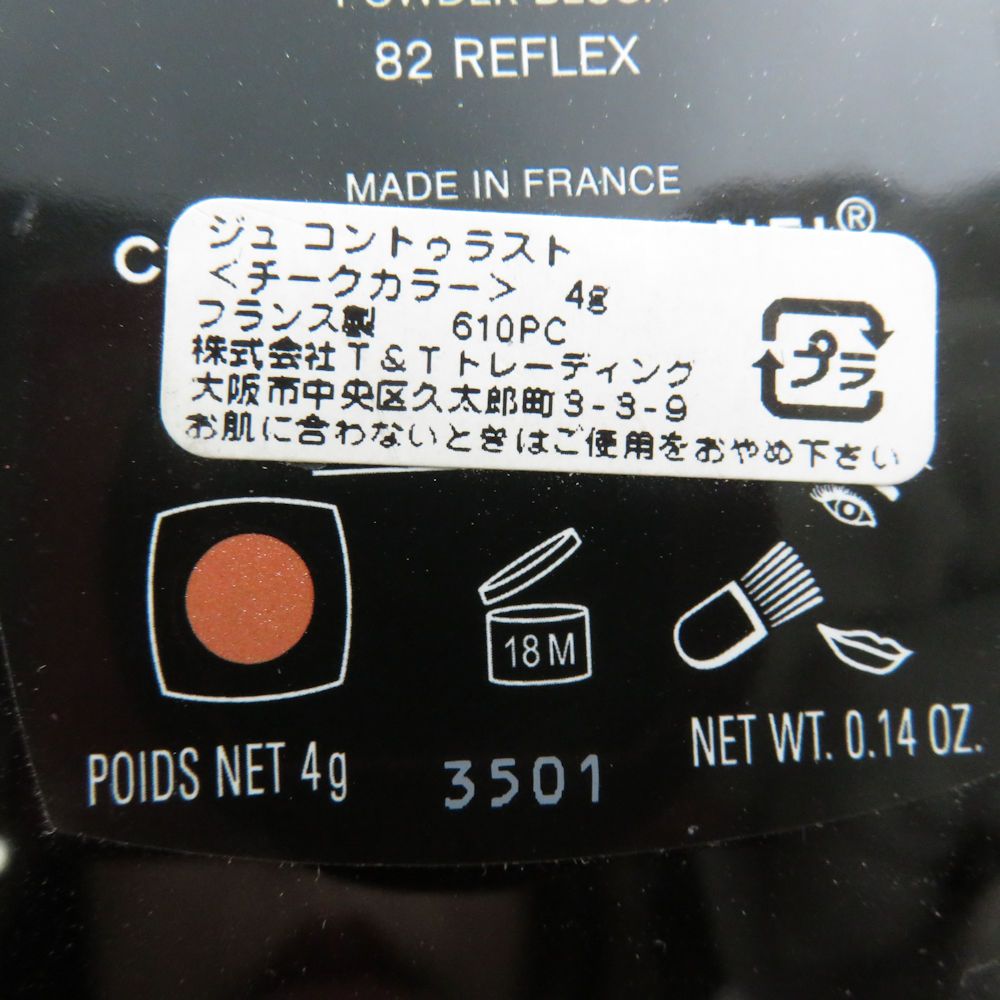 POWDER BLUSH
82 REFLEX
MADE IN FRANCE
®
ジュ コントゥラスト
<チークカラー> 4g
フランス製 610PC
株式会社T&Tトレーディング
大阪市中央区久太郎町3-3-9
お肌に合わないときはご使用をおやめ下さい
プラ
18M
POIDS NET 4g
3501
NET WT. 0.14 OZ.